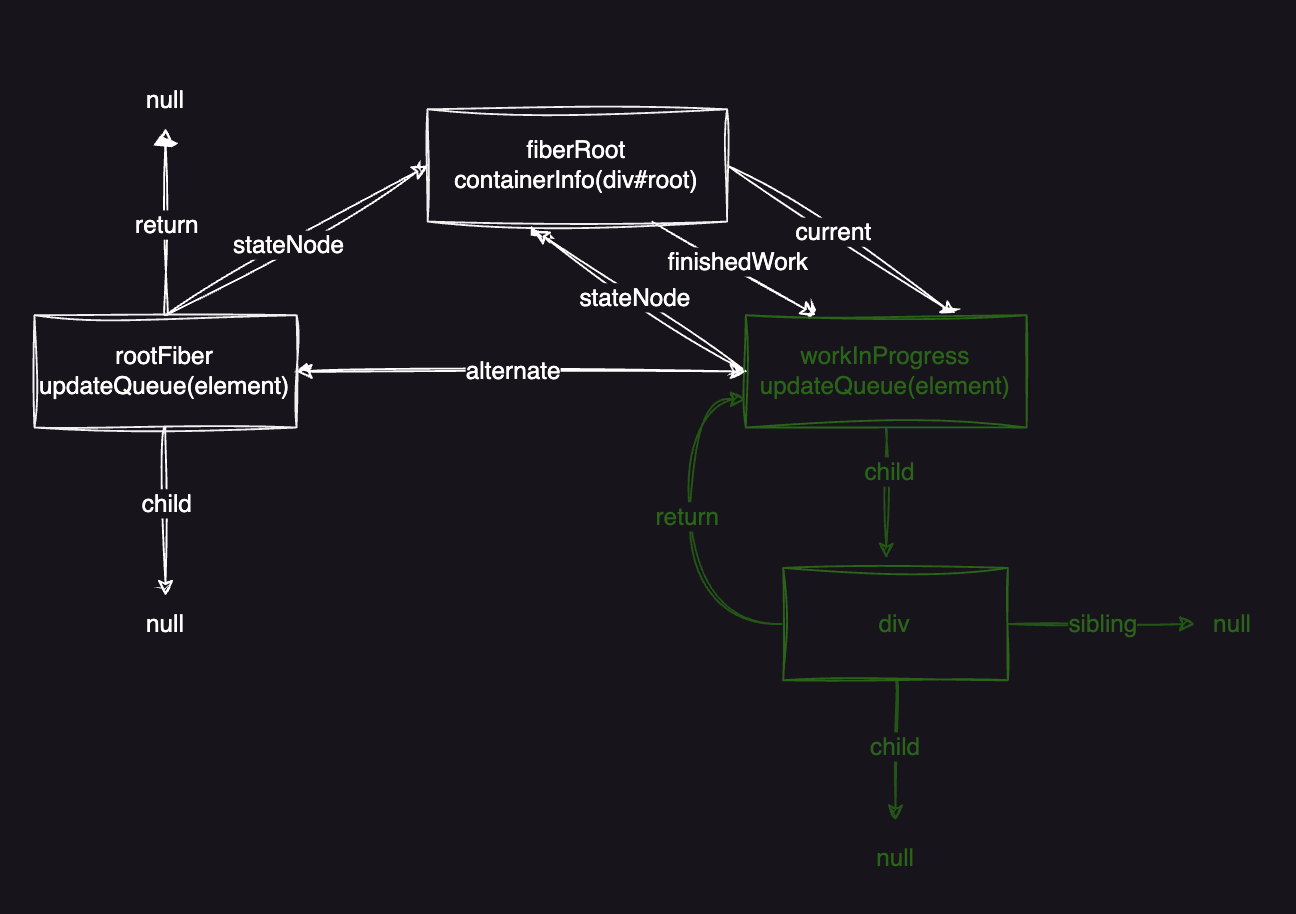 null
fiberRoot
containerInfo(div#root)
return
stateNode
current
finishedWork
stateNode
rootFiber
updateQueue(element)
alternate
workInProgress
updateQueue(element)
child
child
return
null
div
sibling
null
child
null